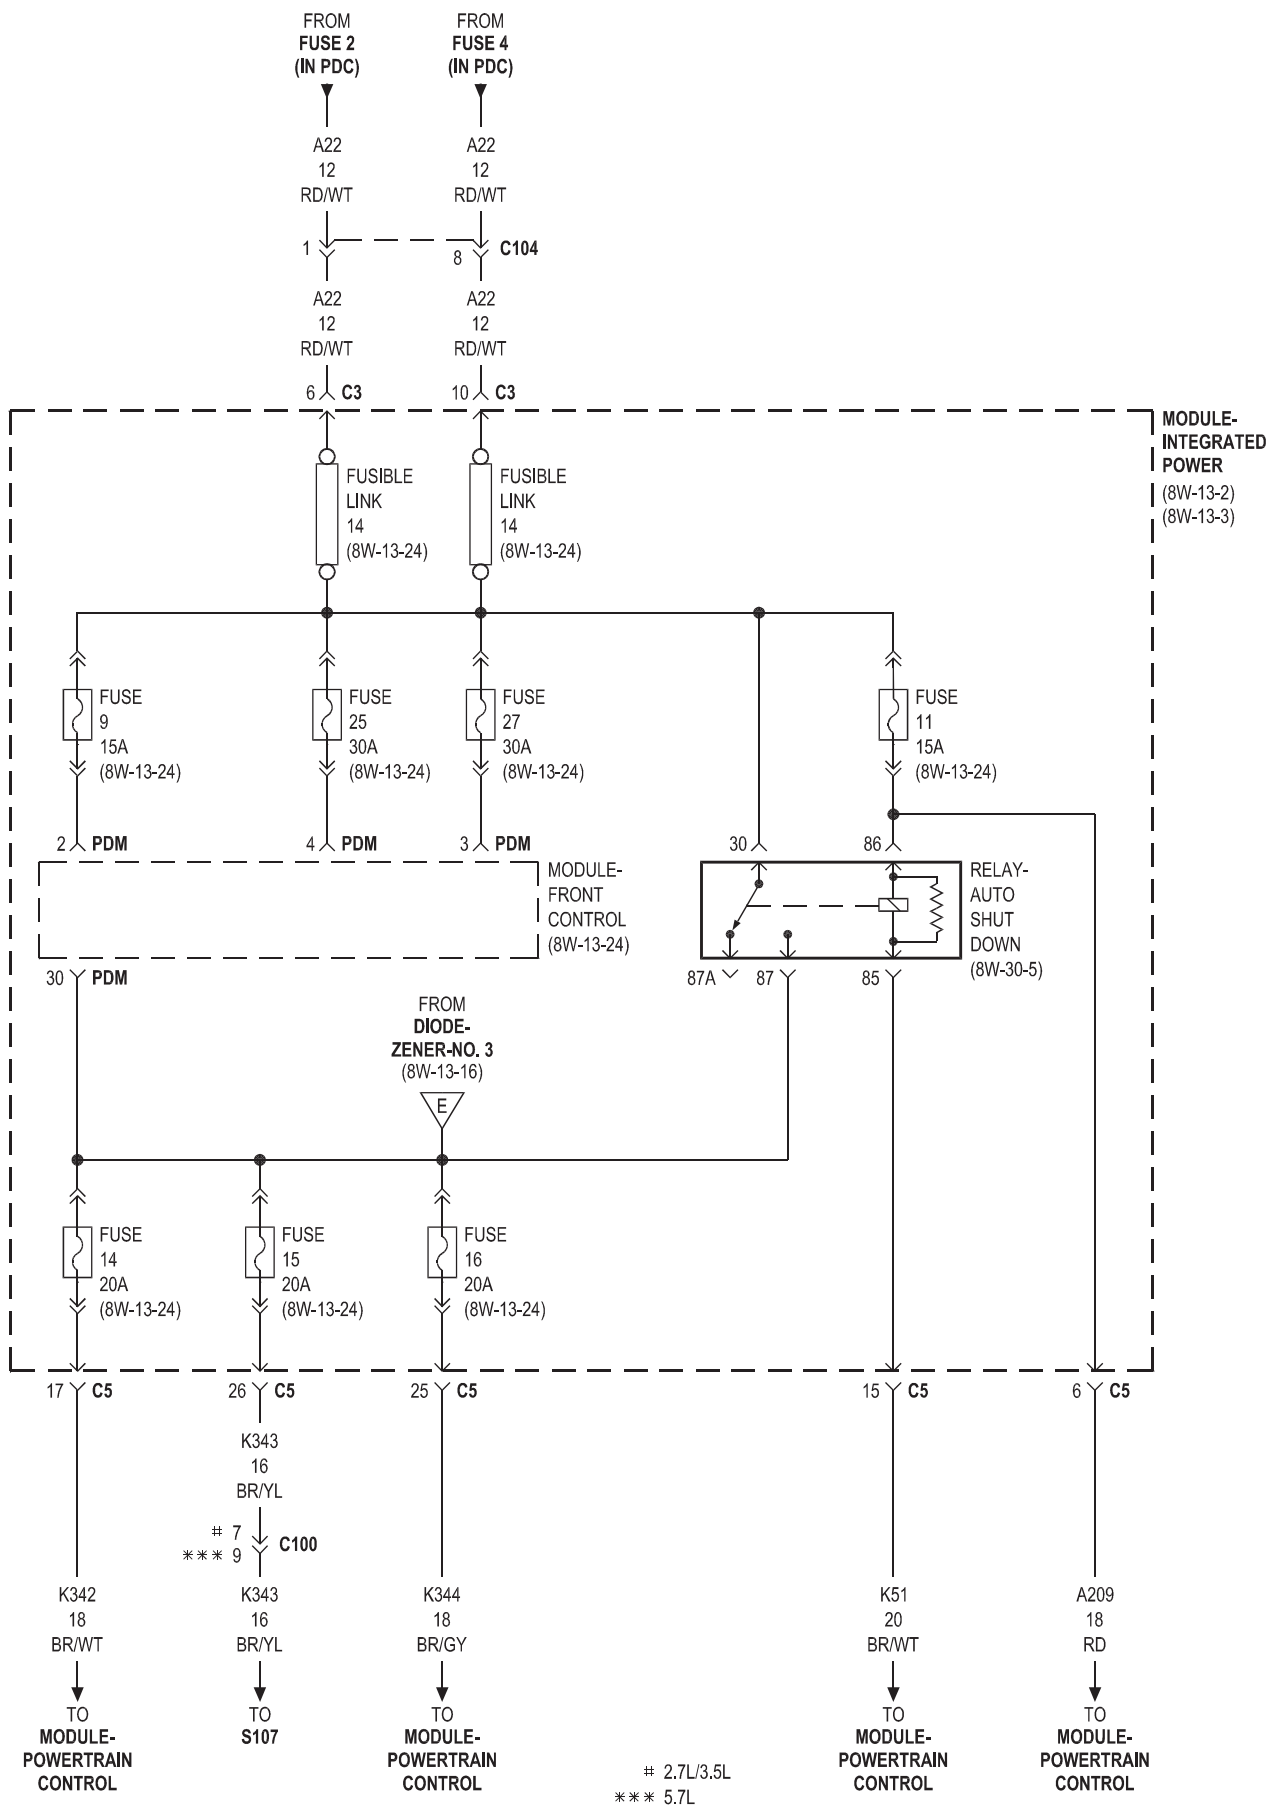 FROM
FUSE 2
(IN PDC)
FROM
FUSE 4
(IN PDC)
A22
12
RD/WT
A22
12
RD/WT
1
8
C104
A22
12
RD/WT
A22
12
RD/WT
6
C3
10
C3
MODULE-
INTEGRATED
POWER
(8W-13-2)
(8W-13-3)
FUSIBLE
LINK
14
(8W-13-24)
FUSIBLE
LINK
14
(8W-13-24)
FUSE
9
15A
(8W-13-24)
FUSE
25
30A
(8W-13-24)
FUSE
27
30A
(8W-13-24)
FUSE
11
15A
(8W-13-24)
2
PDM
4
PDM
3
PDM
30
86
MODULE-
FRONT
CONTROL
(8W-13-24)
RELAY-
AUTO
SHUT
DOWN
(8W-30-5)
30
PDM
87A
87
85
FROM
DIODE-
ZENER-NO. 3
(8W-13-16)
E
FUSE
14
20A
(8W-13-24)
FUSE
15
20A
(8W-13-24)
FUSE
16
20A
(8W-13-24)
17
C5
26
C5
25
C5
15
C5
6
C5
K343
16
BR/YL
# 7
*** 9
C100
K342
18
BR/WT
K343
16
BR/YL
K344
18
BR/GY
K51
20
BR/WT
A209
18
RD
TO
MODULE-
POWERTRAIN
CONTROL
TO
S107
TO
MODULE-
POWERTRAIN
CONTROL
TO
MODULE-
POWERTRAIN
CONTROL
TO
MODULE-
POWERTRAIN
CONTROL
# 2.7L/3.5L
*** 5.7L